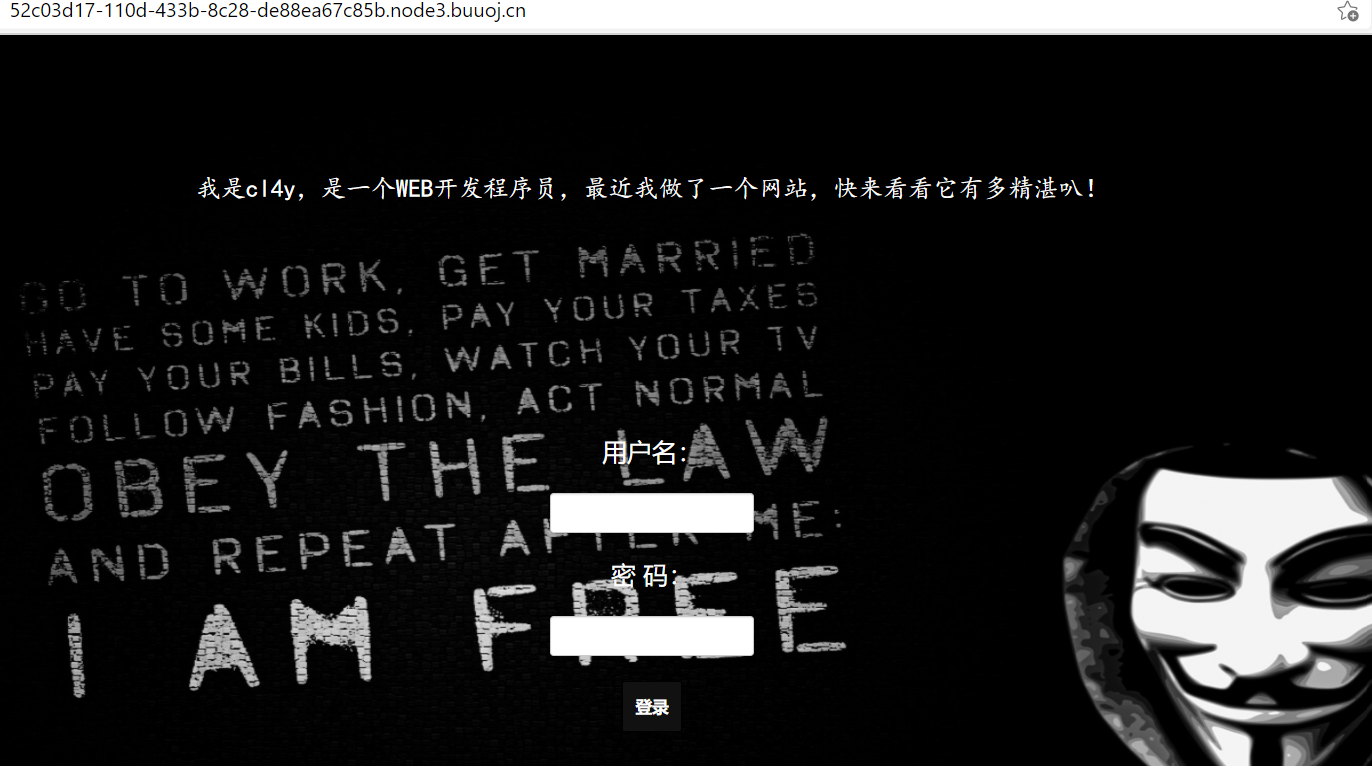 52c03d17-110d-433b-8c28-de88ea67c85b.node3.buuoj.cn
我是cl4y，是一个WEB开发程序员，最近我做了一个网站，快来看看它有多精湛叭！
GO TO WORK, GET MARRIED
HAVE SOME KIDS, PAY YOUR TAXES
PAY YOUR BILLS, WATCH YOUR TV
FOLLOW FASHION, ACT NORMAL
OBEY THE LAW
AND REPEAT AFTER ME:
I AM FREE
用户名：
密 码：
登录